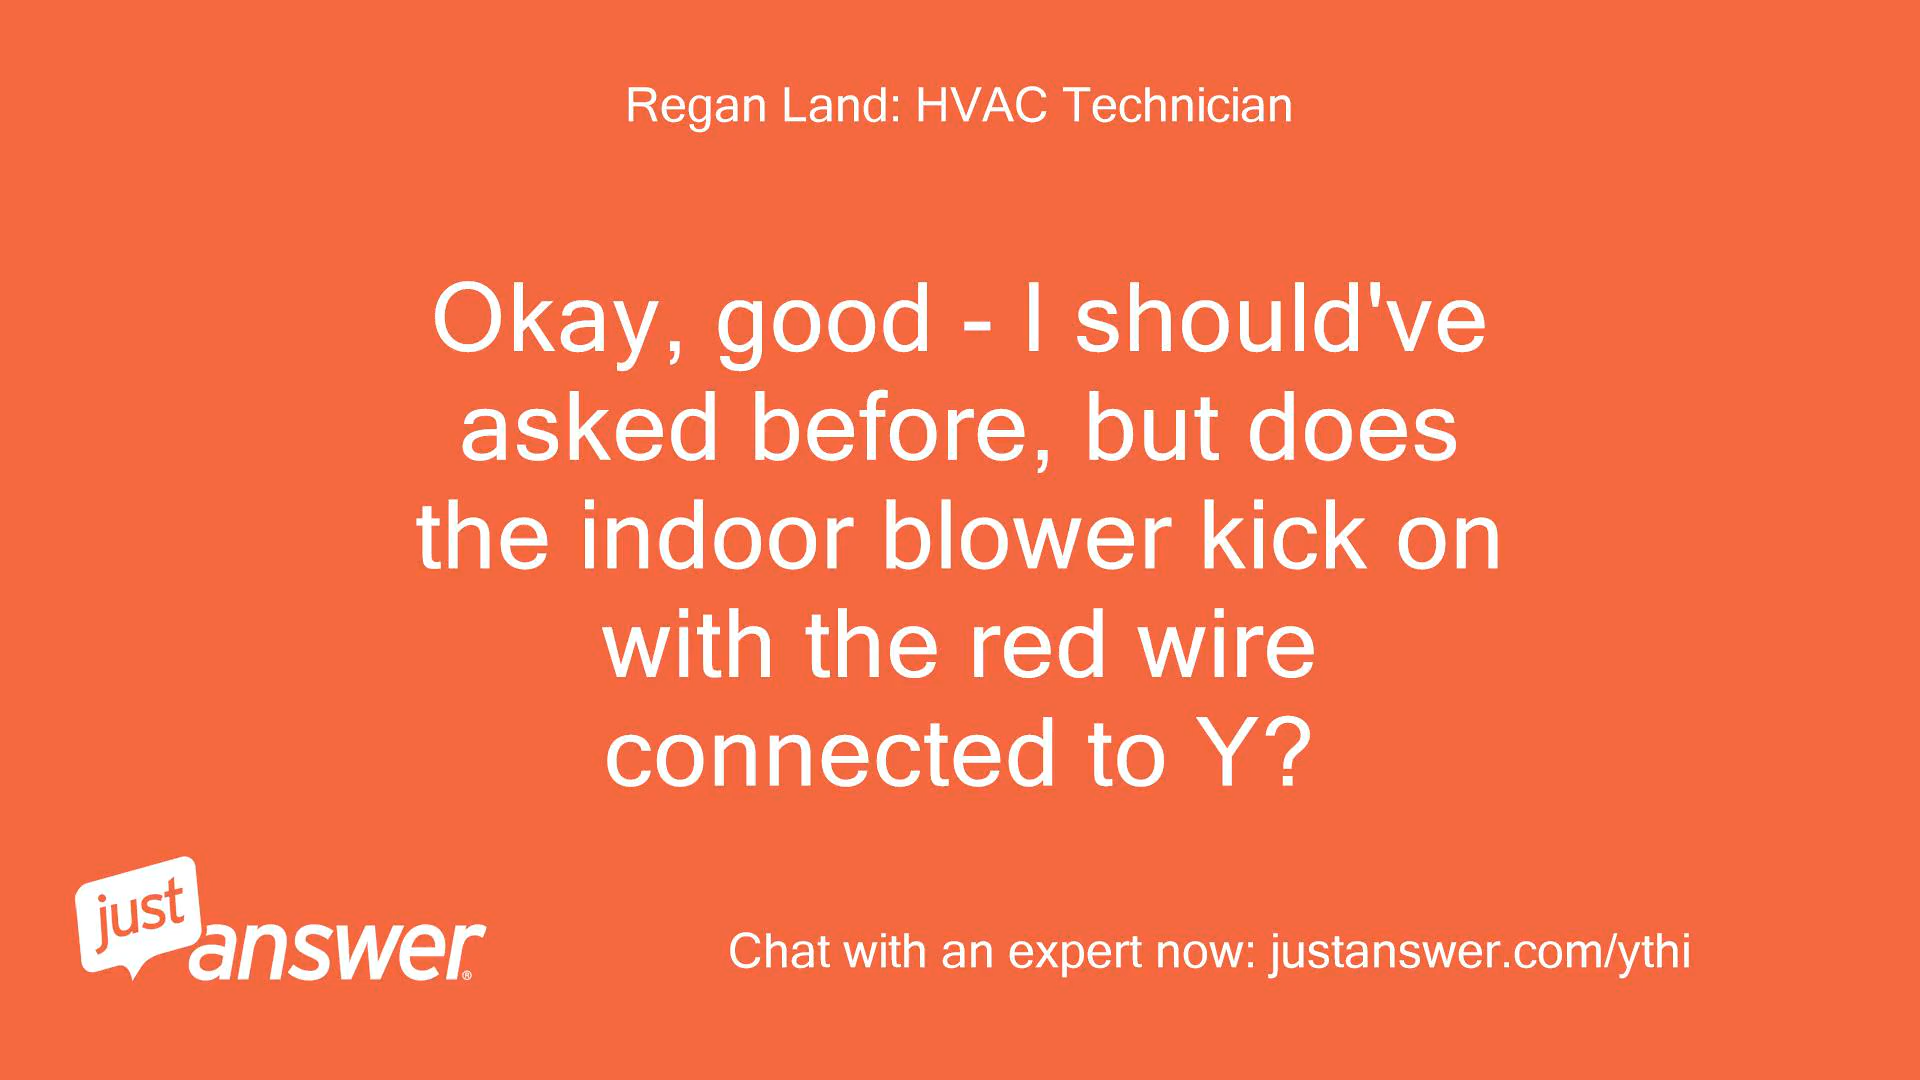 Regan Land: HVAC Technician
Okay, good - I should've
asked before, but does
the indoor blower kick on
with the red wire
connected to Y?
just
answer®
Chat with an expert now: justanswer.com/ythi